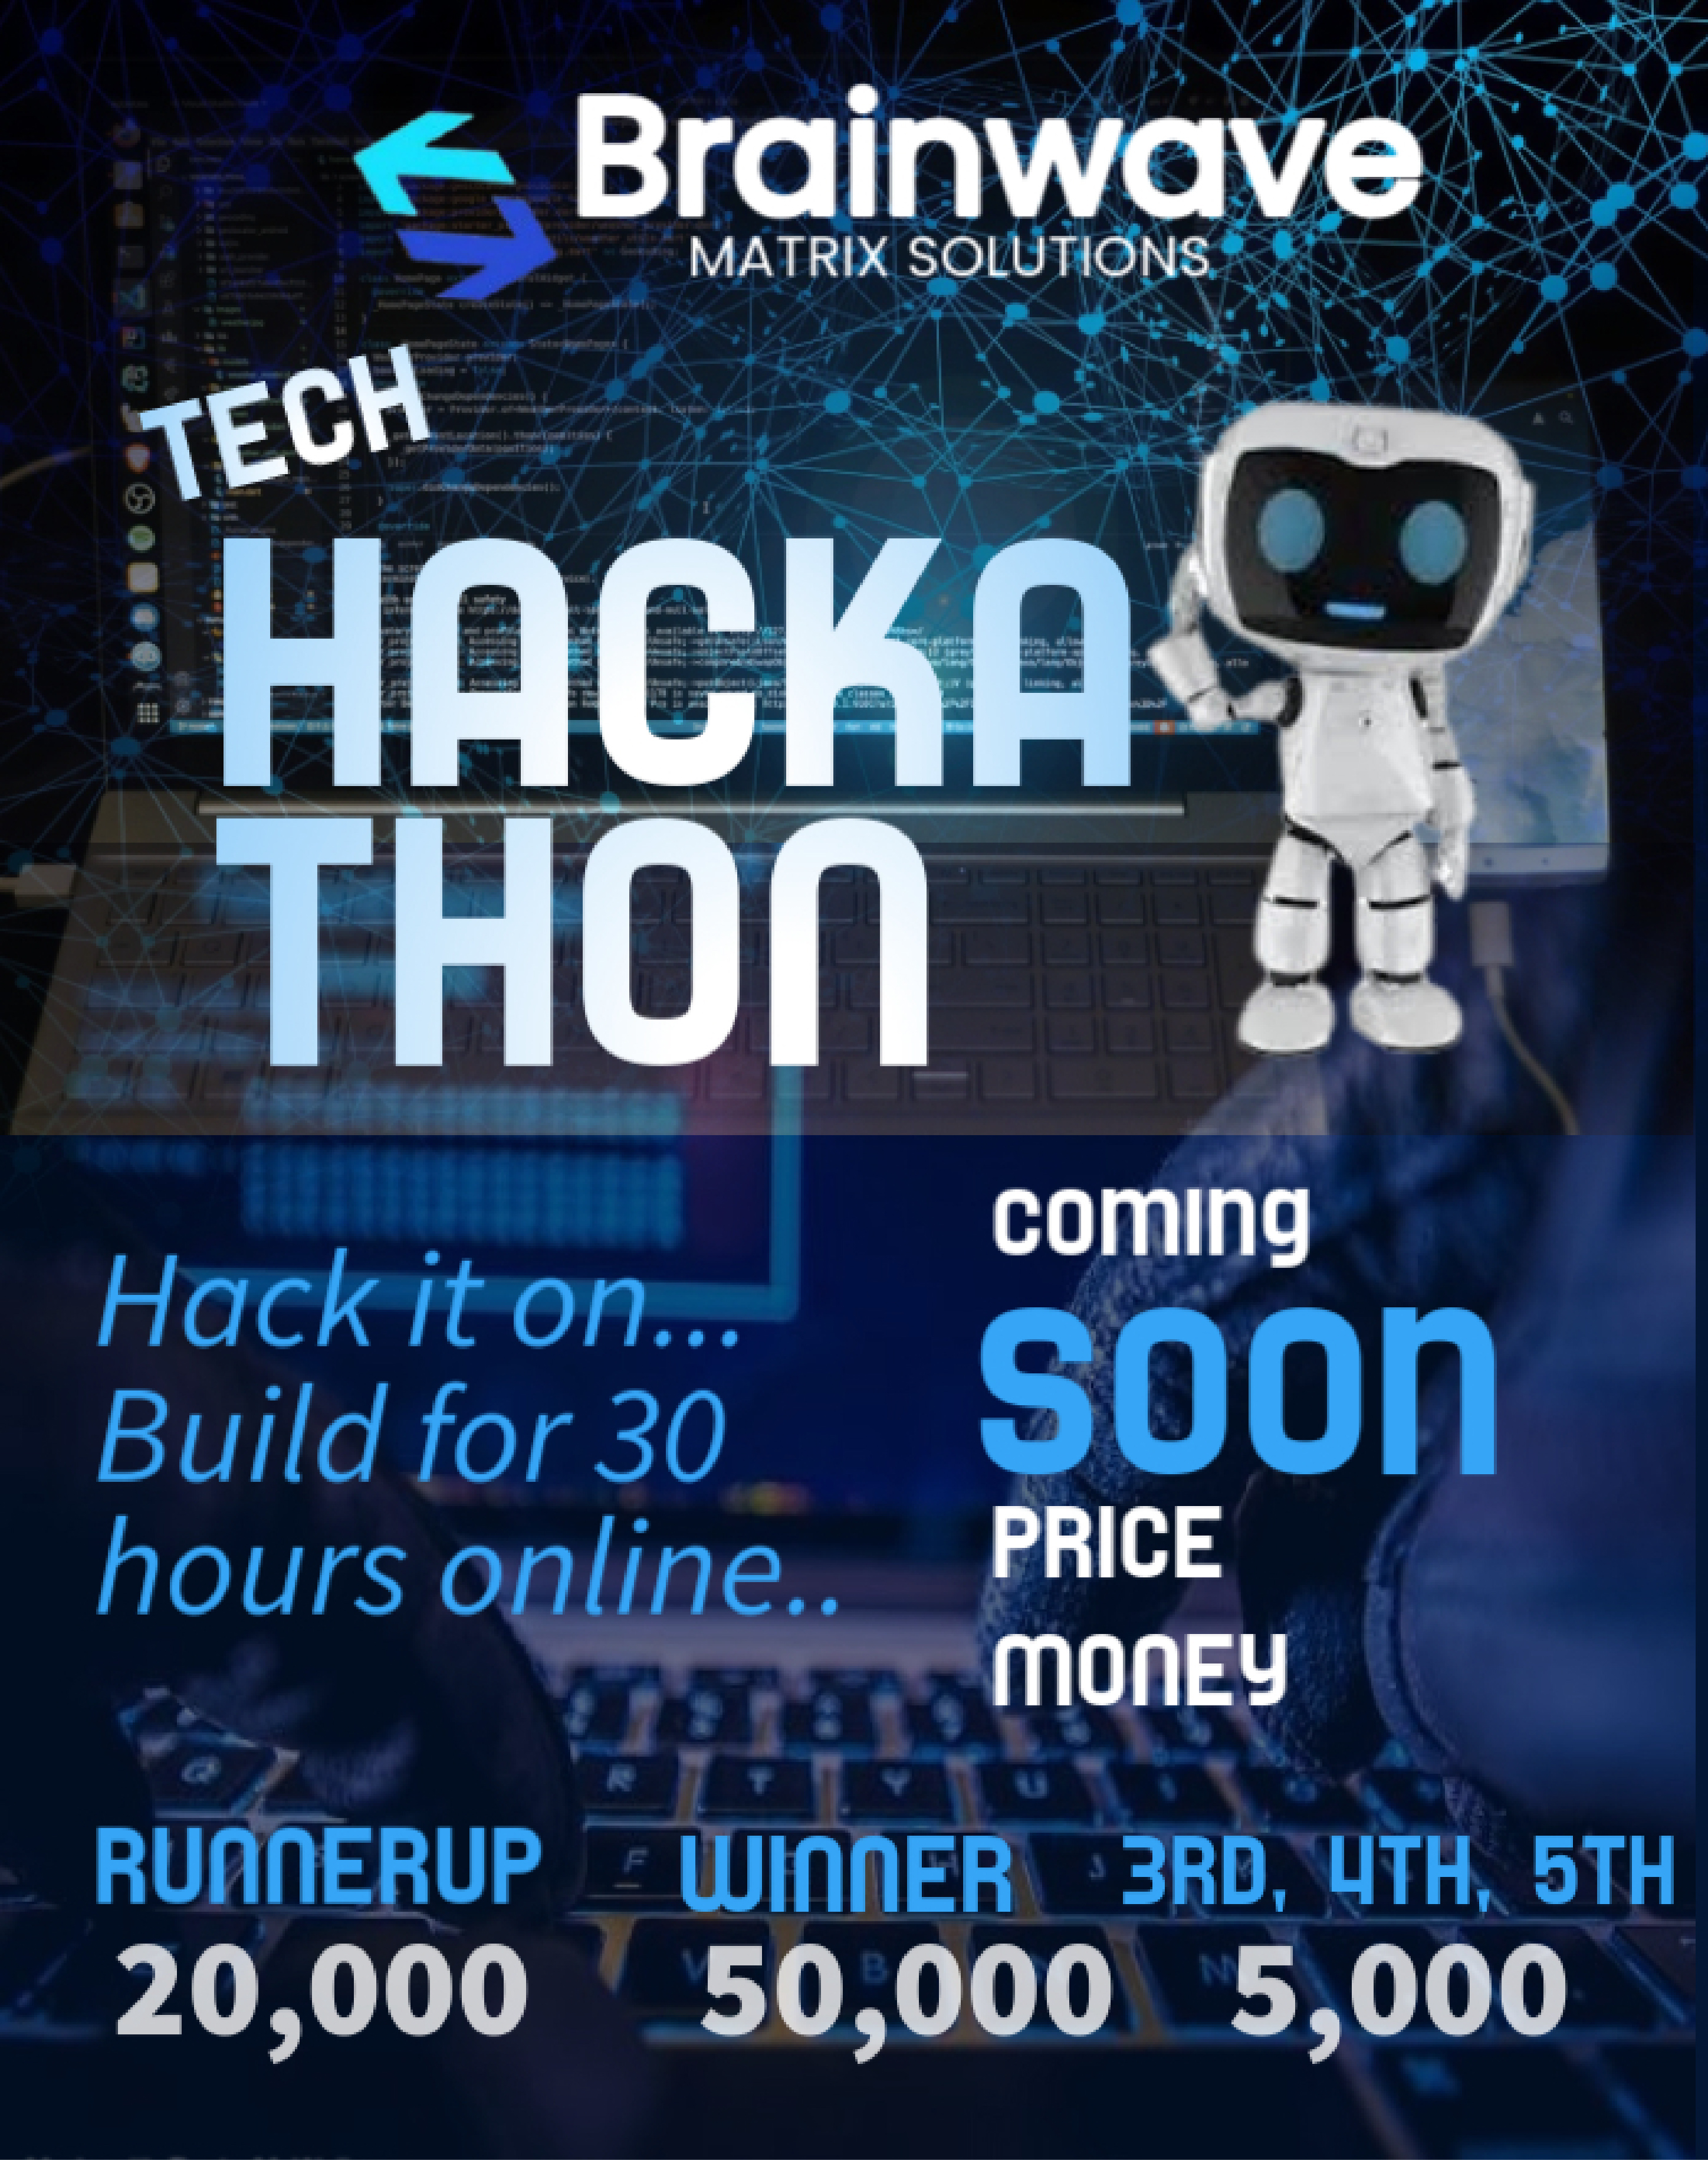 Brainwave
MATRIX SOLUTIONS
TECH
HACKA
THON
Hack it on...
Build for 30
hours online..
coming
soon
PRICE
MONEY
RUNNERUP
20,000
WINNER
50,000
3RD, 4TH, 5TH
5,000